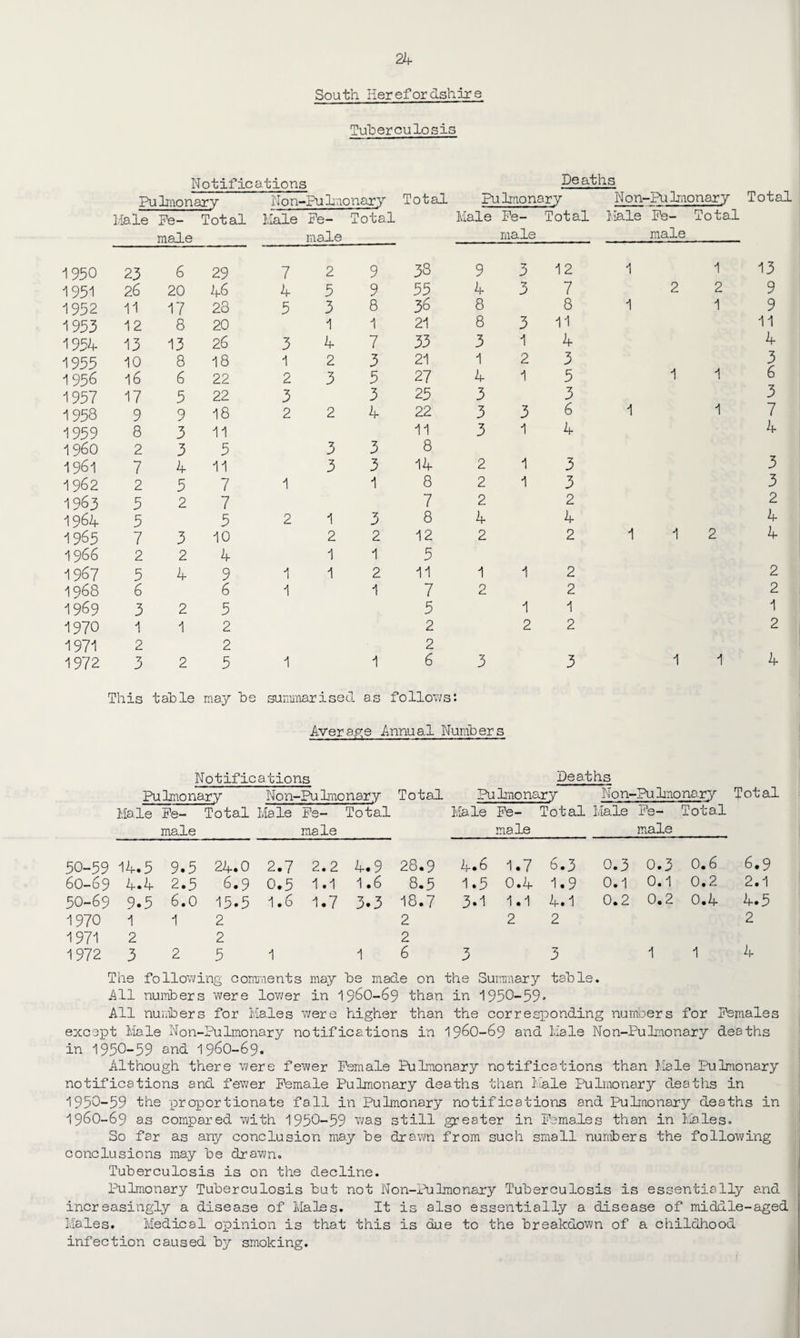 24
South Herefordshire
Tuberculosis
Notifications Deaths
Pulmonary Non-Pulmonary Total Pulmonary Non-Pulmonary Total
Male Fe- Total Male Fe- Total Male Fe- Total Male Fe- Total
male male male male
1950 23 6 29 7 2 9 38 9 3 12 1 1 13
1951 26 20 46 4 5 9 55 4 3 7 2 2 9
1952 11 17 28 5 3 8 36 8 8 1 1 9
1953 12 8 20 1 1 21 8 3 11 11
1954 13 13 26 3 4 7 33 3 1 4 4
1955 10 8 18 1 2 3 21 1 2 3 3
1956 16 6 22 2 3 5 27 4 1 5 1 1 6
1957 17 5 22 3 3 25 3 3 3
1958 9 9 18 2 2 4 22 3 3 6 1 1 7
1959 8 3 11 11 3 1 4 4
1960 2 3 5 3 3 8
1961 7 4 11 3 3 14 2 1 3 3
1962 2 5 7 1 1 8 2 1 3 3
1963 5 2 7 7 2 2 2
1964 5 5 2 1 3 8 4 4 4
1965 7 3 10 2 2 12 2 2 1 1 2 4
1966 2 2 4 1 1 5
1967 5 4 9 1 1 2 11 1 1 2 2
1968 6 6 1 1 7 2 2 2
1969 3 2 5 5 1 1 1
1970 1 1 2 2 2 2 2
1971 2 2 2
1972 3 2 5 1 1 6 3 3 1 1 4
This table may be summarised as follows:
Average Annual Numbers
Notifications Deaths
Pulmonary Non-Pulmonary Total Pulmonary Non-Pulmonary Total
Male Fe- Total Male Fe- Total Male Fe- Total Male Fe- Total
male male male male
50-59 14.5 9.5 24.0 2.7 2.2 4.9 28.9 4.6 1.7 6.3 0.3 0.3 0.6 6.9
60-69 4.4 2.5 6.9 0.5 1.1 1.6 8.5 1.5 0.4 1.9 0.1 0.1 0.2 2.1
50-69 9.5 6.0 15.5 1.6 1.7 3.3 18.7 3.1 1.1 4.1 0.2 0.2 0.4 4.5
1970 1 1 2 2 2 2 2
1971 2 2 2
1972 3 2 5 1 1 6 3 3 1 1 4
The following comments may be made on the Summary table.
All numbers were lower in 1960-69 than in 1950-59.
All numbers for Males were higher than the corresponding numbers for Females
except Male Non-Pulmonary notifications in 1960-69 and Male Non-Pulmonary deaths
in 1950-59 and 1960-69.
Although there were fewer Female Pulmonary notifications than Male Pulmonary
notifications and fewer Female Pulmonary deaths than Male Pulmonary deaths in
1950-59 the proportionate fall in Pulmonary notifications and Pulmonary deaths in
1960-69 as compared with 1950-59 was still greater in Females than in Males.
So far as any conclusion may be drawn from such small numbers the following
conclusions may be drawn.
Tuberculosis is on the decline.
Pulmonary Tuberculosis but not Non-Pulmonary Tuberculosis is essentially and
increasingly a disease of Males. It is also essentially a disease of middle-aged
Males. Medical opinion is that this is due to the breakdown of a childhood
infection caused by smoking.